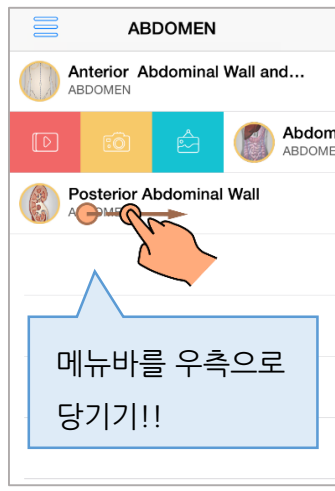 ABDOMEN
Anterior Abdominal Wall and...
ABDOMEN
Abdom
ABDOME
Posterior Abdominal Wall
메뉴바를 우측으로
당기기!!